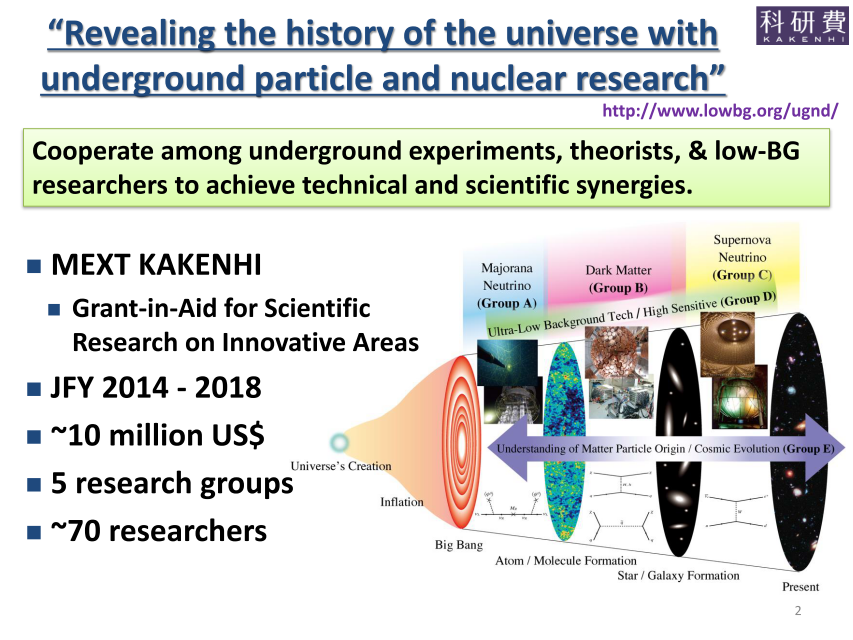 “Revealing the history of the universe with
underground particle and nuclear research”
科研費
KAKENHI
http://www.lowbg.org/ugnd/
Cooperate among underground experiments, theorists, & low-BG
researchers to achieve technical and scientific synergies.
■ MEXT KAKENHI
■ Grant-in-Aid for Scientific
Research on Innovative Areas
■ JFY 2014 - 2018
■ ~10 million US$
■ 5 research groups
■ ~70 researchers
Majorana
Neutrino
(Group A)
Dark Matter
(Group B)
Supernova
Neutrino
(Group C)
Ultra-Low Background Tech / High Sensitive (Group D)
Understanding of Matter Particle Origin / Cosmic Evolution (Group E)
Universe's Creation
Inflation
Big Bang
Atom / Molecule Formation
Star / Galaxy Formation
Present
2